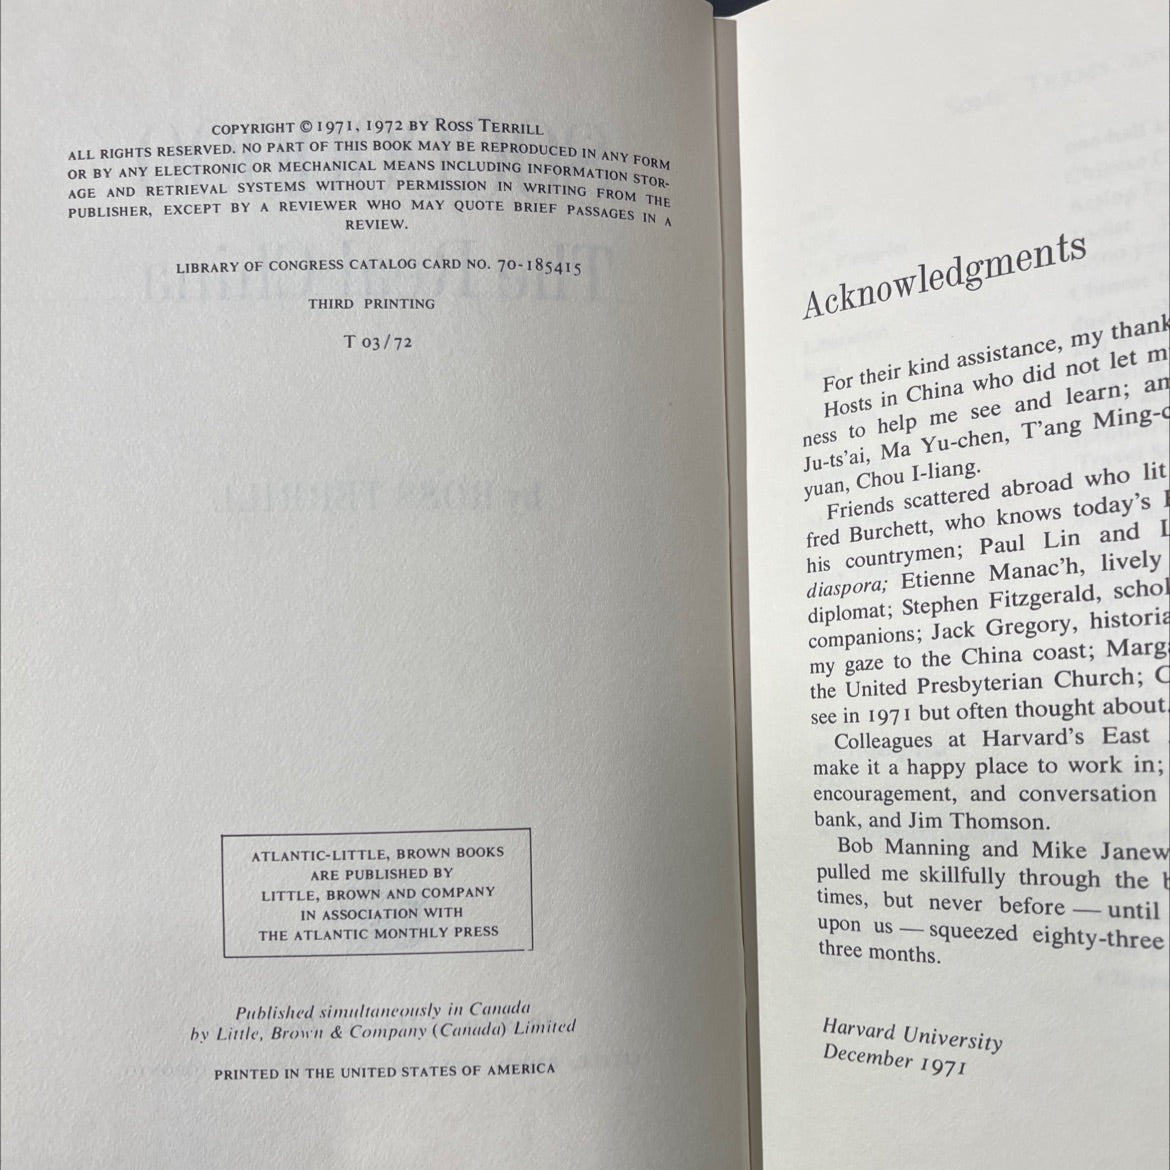 COPYRIGHT © 1971, 1972 BY ROSS TERRILL
ALL RIGHTS RESERVED. NO PART OF THIS BOOK MAY BE REPRODUCED IN ANY FORM
OR BY ANY ELECTRONIC OR MECHANICAL MEANS INCLUDING INFORMATION STOR-
AGE AND RETRIEVAL SYSTEMS WITHOUT PERMISSION IN WRITING FROM THE
PUBLISHER, EXCEPT BY A REVIEWER WHO MAY QUOTE BRIEF PASSAGES IN A
REVIEW.
LIBRARY OF CONGRESS CATALOG CARD NO. 70-185415
THIRD PRINTING
T 03/72
ATLANTIC-LITTLE, BROWN BOOKS
ARE PUBLISHED BY
LITTLE, BROWN AND COMPANY
IN ASSOCIATION WITH
THE ATLANTIC MONTHLY PRESS
Published simultaneously in Canada
by Little, Brown & Company (Canada) Limited
PRINTED IN THE UNITED STATES OF AMERICA
Acknowledgments
For their kind assistance, my thank
Hosts in China who did not let m
ness to help me see and learn; an
Ju-ts'ai, Ma Yu-chen, T'ang Ming-c
yuan, Chou I-liang.
Friends scattered abroad who lit
fred Burchett, who knows today's
his countrymen; Paul Lin and L
diaspora; Etienne Manac'h, lively
diplomat; Stephen Fitzgerald, schol
companions; Jack Gregory, historia
my gaze to the China coast; Marga
the United Presbyterian Church; C
see in 1971 but often thought about.
Colleagues at Harvard's East
make it a happy place to work in;
encouragement, and conversation
bank, and Jim Thomson.
Bob Manning and Mike Janew
pulled me skillfully through the b
times, but never before — until
upon us — squeezed eighty-three
three months.
Harvard University
December 1971